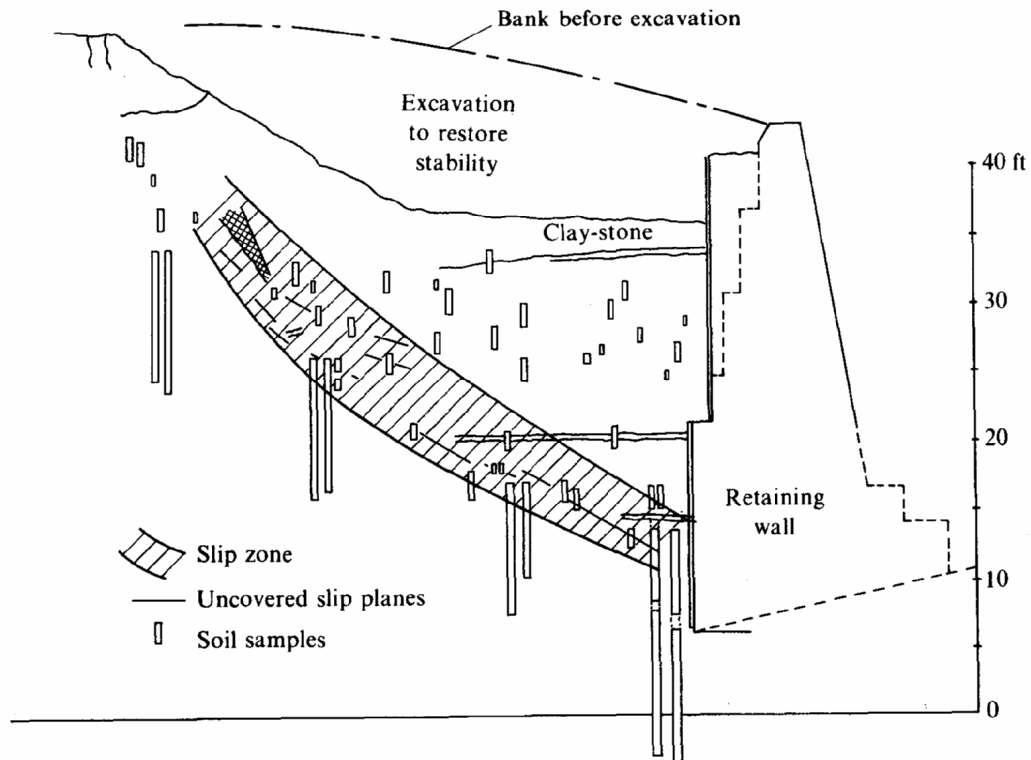 Bank before excavation
Excavation
to restore
stability
40 ft
Clay-stone
30
20
Retaining
wall
Slip zone
10
Uncovered slip planes
Soil samples
0